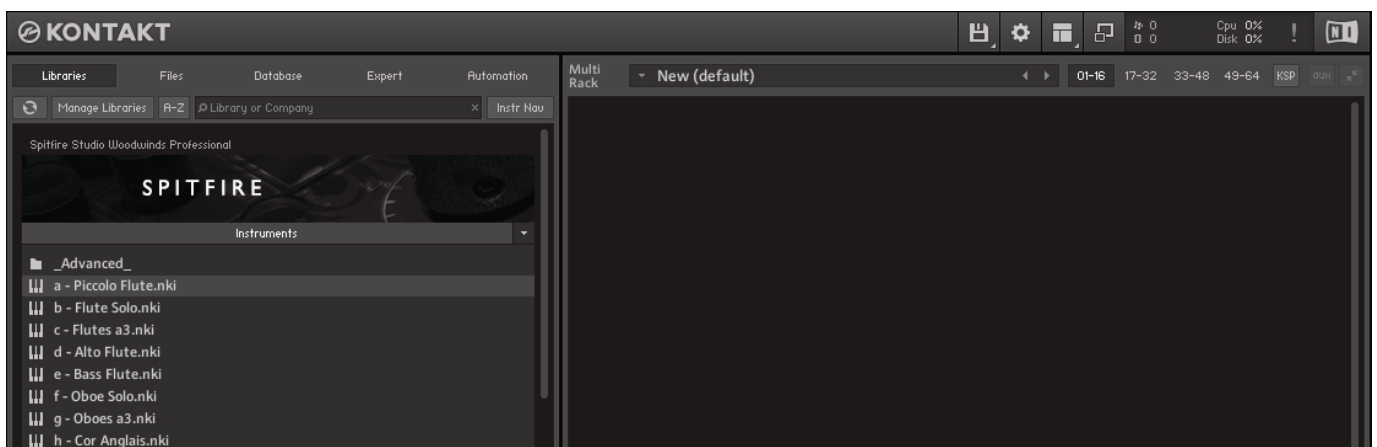 KONTAKT
0
0
Cpu 0%
Disk 0%
!
NI
Libraries Files Database Expert Automation
Multi Rack
New (default)
01-16 17-32 33-48 49-64 KSP aux
Manage Libraries A-Z Library or Company × Instr Nav
Spitfire Studio Woodwinds Professional
SPITFIRE
Instruments
_Advanced_
a - Piccolo Flute.nki
b - Flute Solo.nki
c - Flutes a3.nki
d - Alto Flute.nki
e - Bass Flute.nki
f - Oboe Solo.nki
g - Oboes a3.nki
h - Cor Anglais.nki